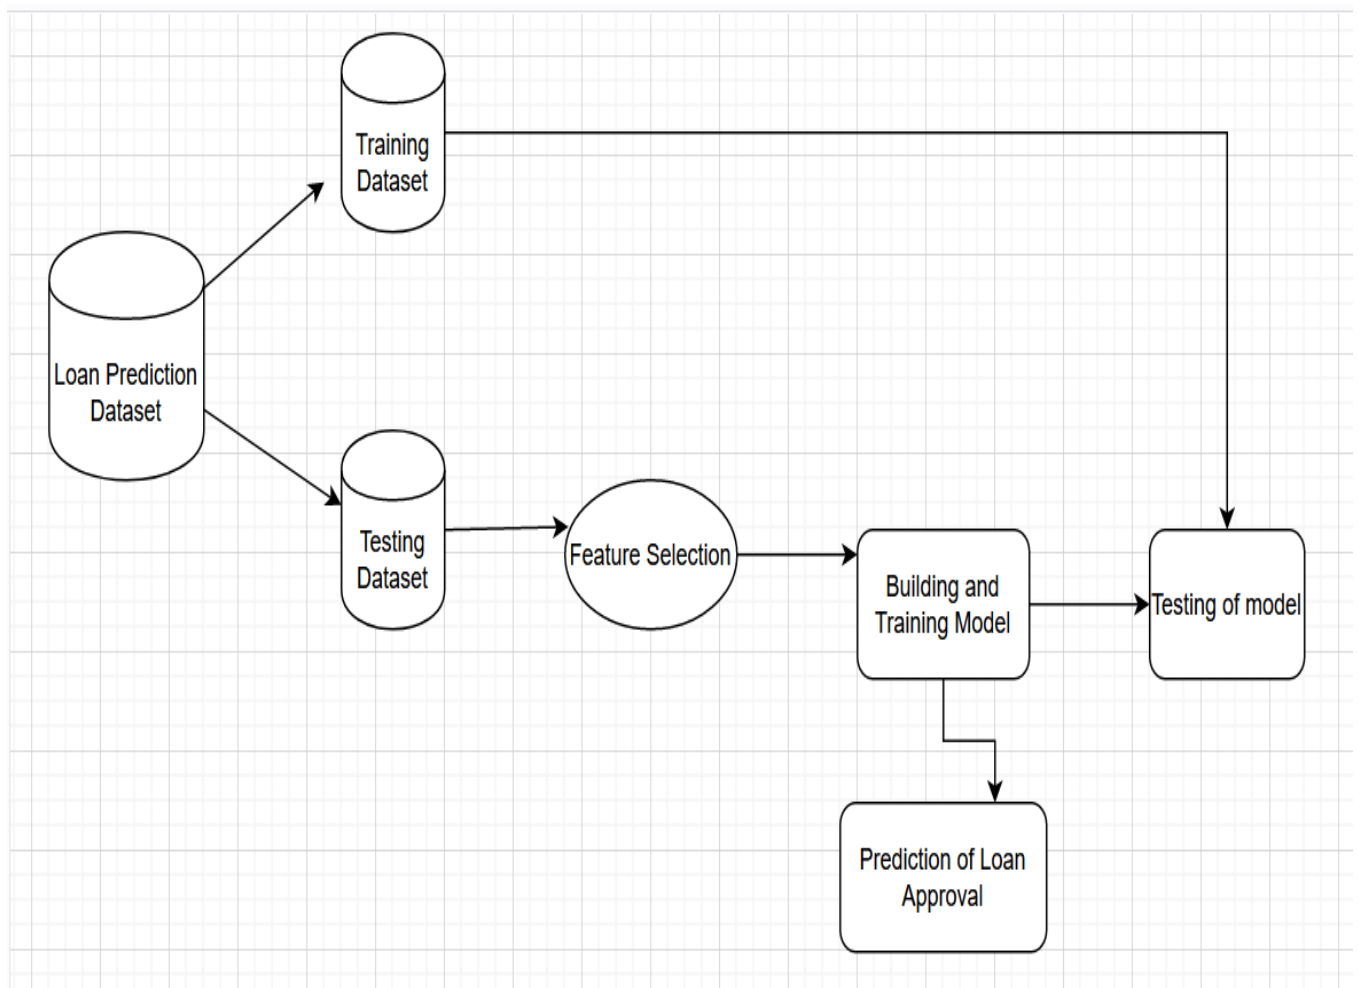 Training
Dataset
Loan Prediction
Dataset
Testing
Dataset
Feature Selection
Building and
Training Model
Testing of model
Prediction of Loan
Approval